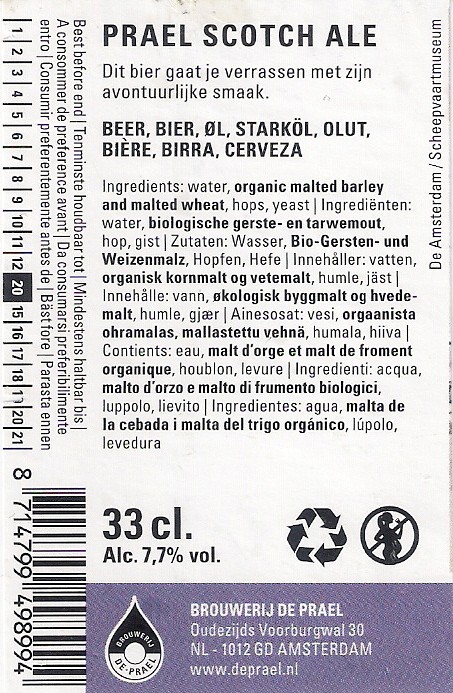 PRAEL SCOTCH ALE
Dit bier gaat je verrassen met zijn
avontuurlijke smaak.
BEER, BIER, ØL, STARKÖL, OLUT,
BIÈRE, BIRRA, CERVEZA
Ingredients: water, organic malted barley
and malted wheat, hops, yeast | Ingrediënten:
water, biologische gerste- en tarwemout,
hop, gist | Zutaten: Wasser, Bio-Gersten- und
Weizenmalz, Hopfen, Hefe | Innehåller: vatten,
organisk kornmalt og vetemalt, humle, jäst |
Innehålle: vann, økologisk byggmalt og hvede-
malt, humle, gjær | Ainesosat: vesi, orgaanista
ohramalas, mallastettu vehnä, humala, hiiva |
Contents: eau, malt d'orge et malt de froment
organique, houblon, levure | Ingredienti: acqua,
malto d'orzo e malto di frumento biologici,
luppolo, lievito | Ingredientes: agua, malta de
la cebada i malta del trigo orgánico, lúpolo,
levedura
33 cl.
Alc. 7,7% vol.
BROUWERIJ DE PRAEL
Oudezijds Voorburgwal 30
NL - 1012 GD AMSTERDAM
www.deprael.nl
BROUWERIJ
DE PRAEL
De Amsterdam / Scheepvaartmuseum
Best before end | Tenminste houdbaar tot | Mindestens haltbar bis |
A consommer de preference avant | Da consumarsi preferibilmente
entro | Consumir preferentemente antes de | Bäst före | Parasta ennen
1 2 3 4 5 6 7 8 9 10 11 12 20 15 16 17 18 19 20 21
8 714799 498994